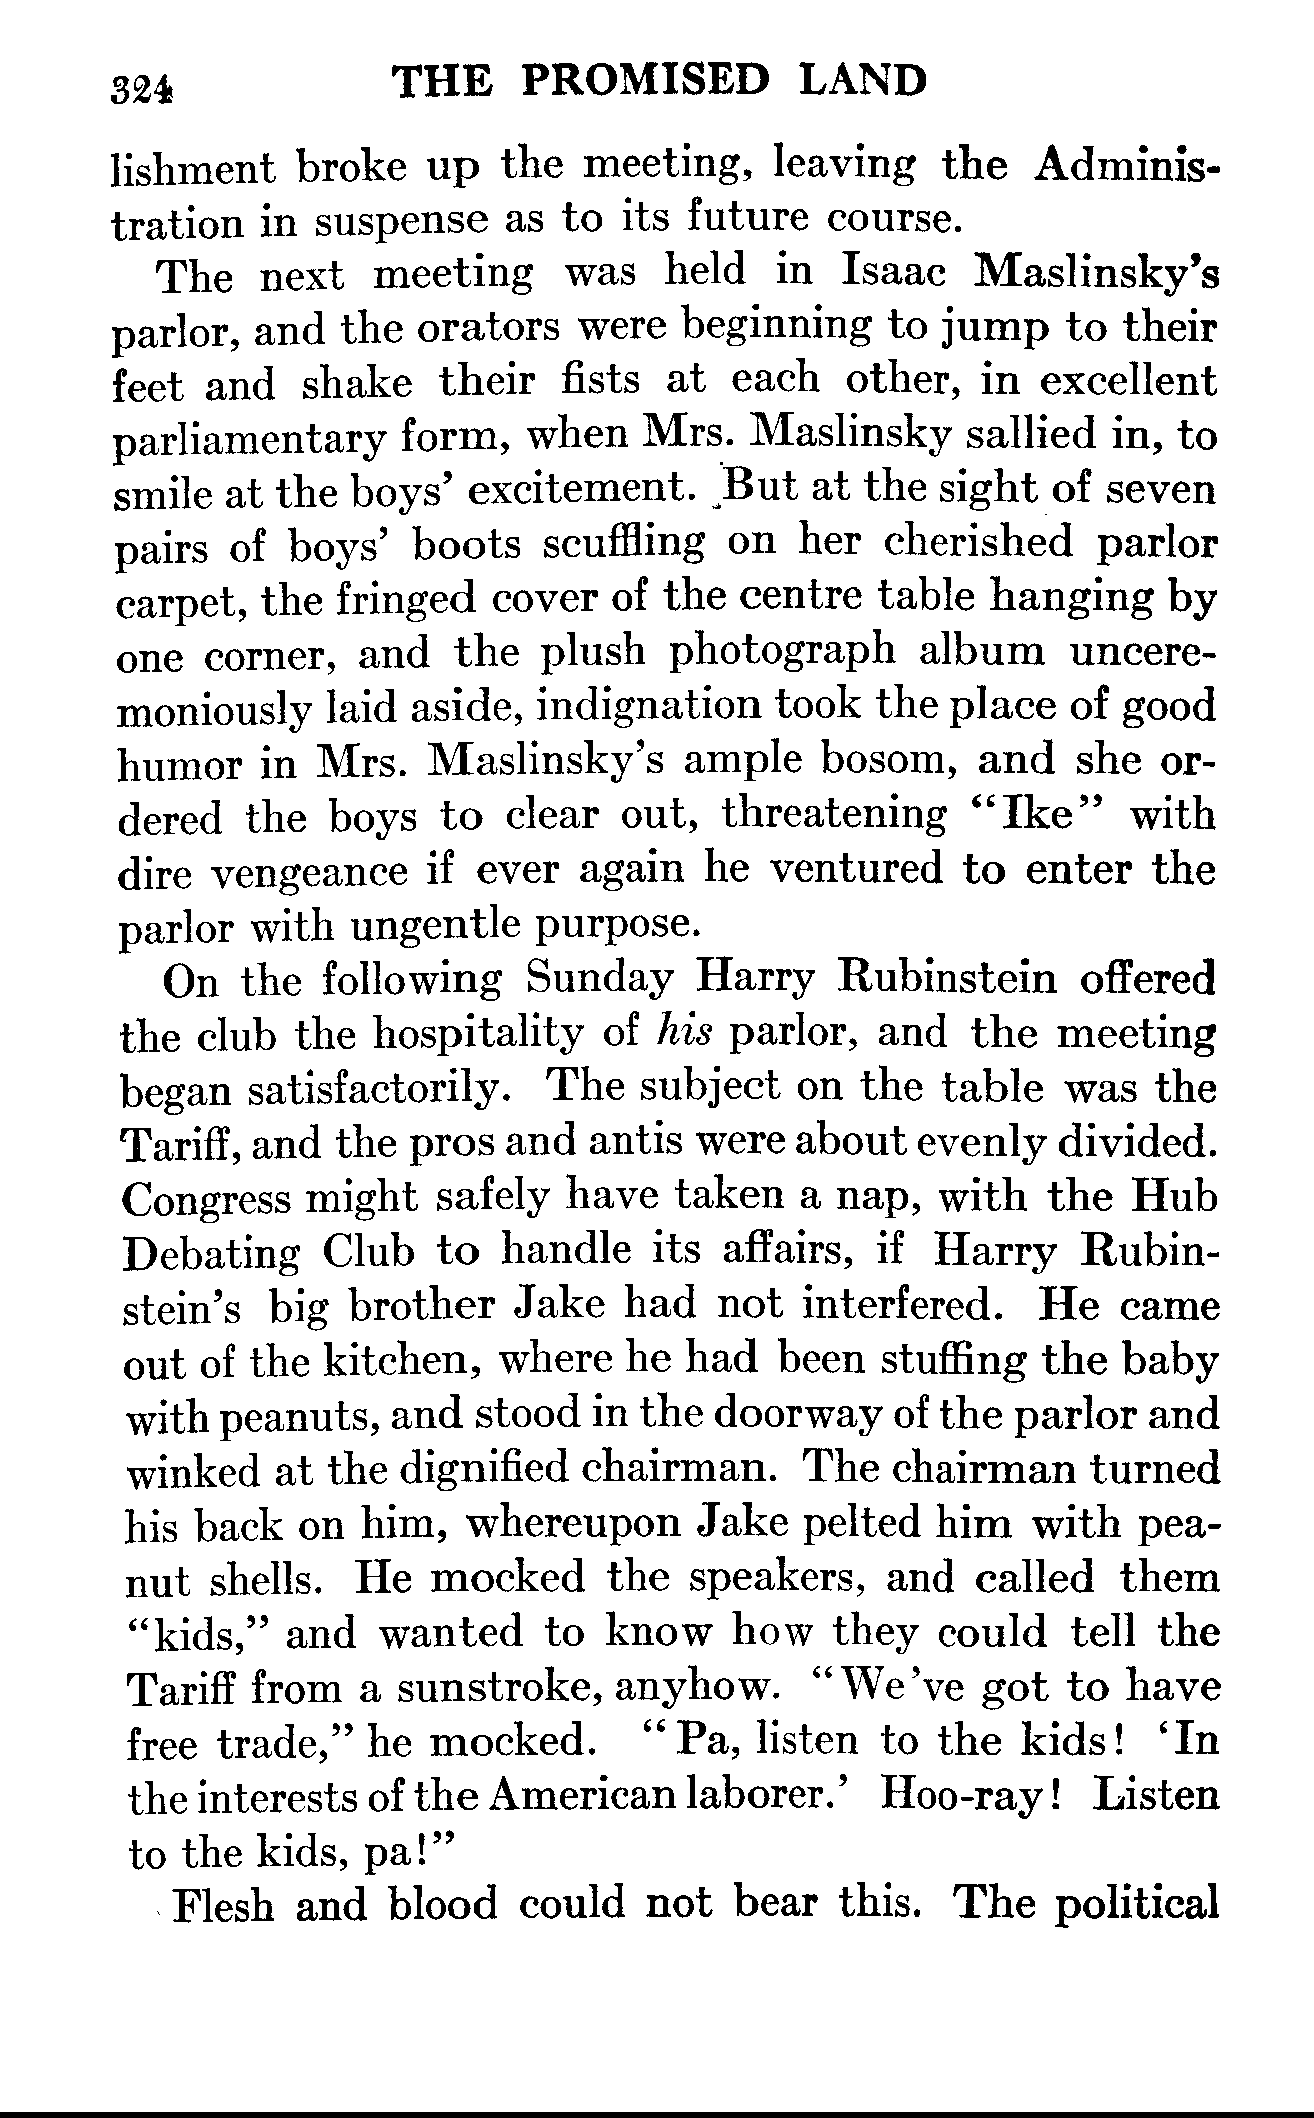 324 THE PROMISED LAND
lishment broke up the meeting, leaving the Adminis-
tration in suspense as to its future course.
The next meeting was held in Isaac Maslinsky's
parlor, and the orators were beginning to jump to their
feet and shake their fists at each other, in excellent
parliamentary form, when Mrs. Maslinsky sallied in, to
smile at the boys' excitement. But at the sight of seven
pairs of boys' boots scuffling on her cherished parlor
carpet, the fringed cover of the centre table hanging by
one corner, and the plush photograph album uncere-
moniously laid aside, indignation took the place of good
humor in Mrs. Maslinsky's ample bosom, and she or-
dered the boys to clear out, threatening "Ike" with
dire vengeance if ever again he ventured to enter the
parlor with ungentle purpose.
On the following Sunday Harry Rubinstein offered
the club the hospitality of his parlor, and the meeting
began satisfactorily. The subject on the table was the
Tariff, and the pros and antis were about evenly divided.
Congress might safely have taken a nap, with the Hub
Debating Club to handle its affairs, if Harry Rubin-
stein's big brother Jake had not interfered. He came
out of the kitchen, where he had been stuffing the baby
with peanuts, and stood in the doorway of the parlor and
winked at the dignified chairman. The chairman turned
his back on him, whereupon Jake pelted him with pea-
nut shells. He mocked the speakers, and called them
"kids," and wanted to know how they could tell the
Tariff from a sunstroke, anyhow. "We've got to have
free trade," he mocked. "Pa, listen to the kids! 'In
the interests of the American laborer.' Hoo-ray! Listen
to the kids, pa!"
Flesh and blood could not bear this. The political